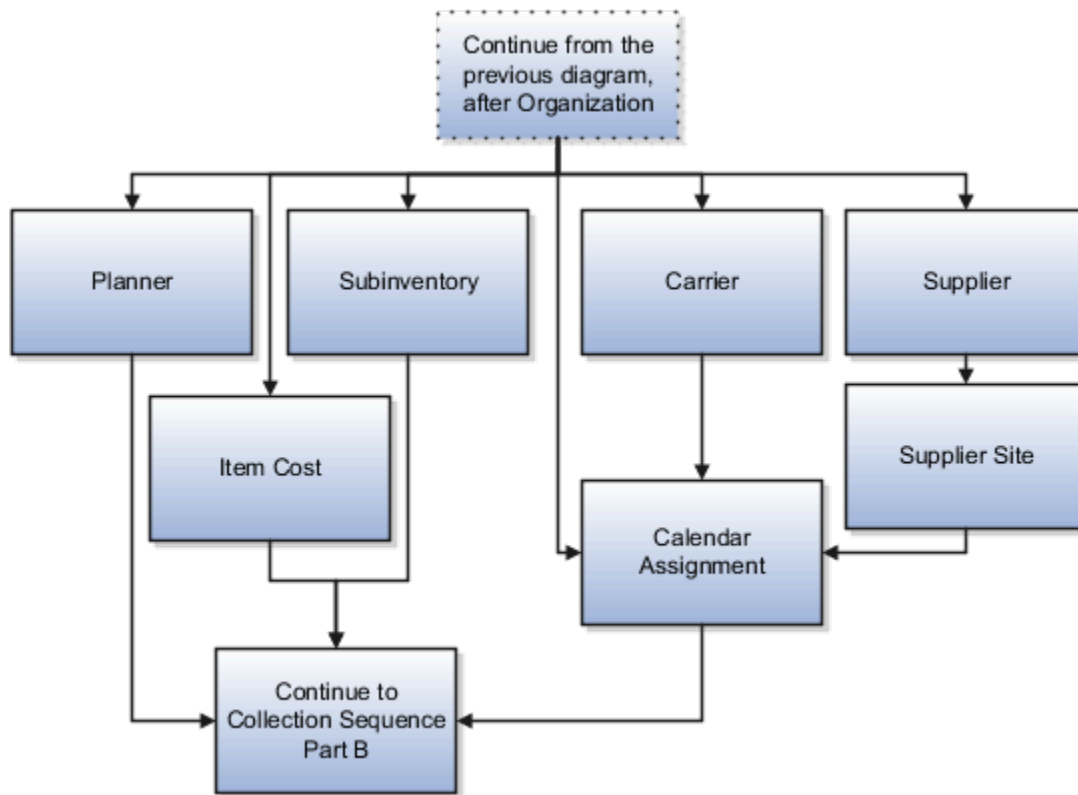 Continue from the
previous diagram,
after Organization
Planner
Subinventory
Carrier
Supplier
Item Cost
Supplier Site
Calendar
Assignment
Continue to
Collection Sequence
Part B